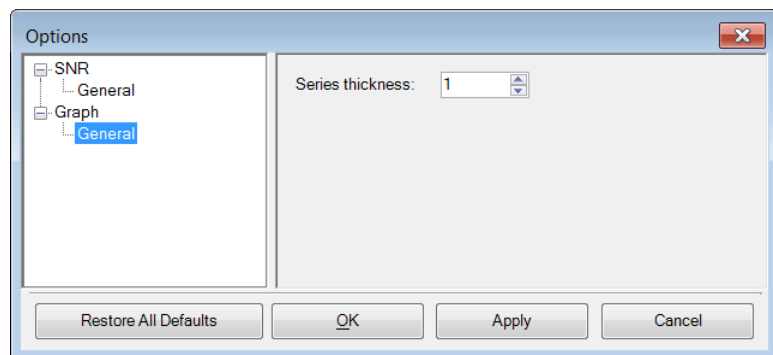 Options
SNR
General
Graph
General
Series thickness: 1
Restore All Defaults
OK
Apply
Cancel